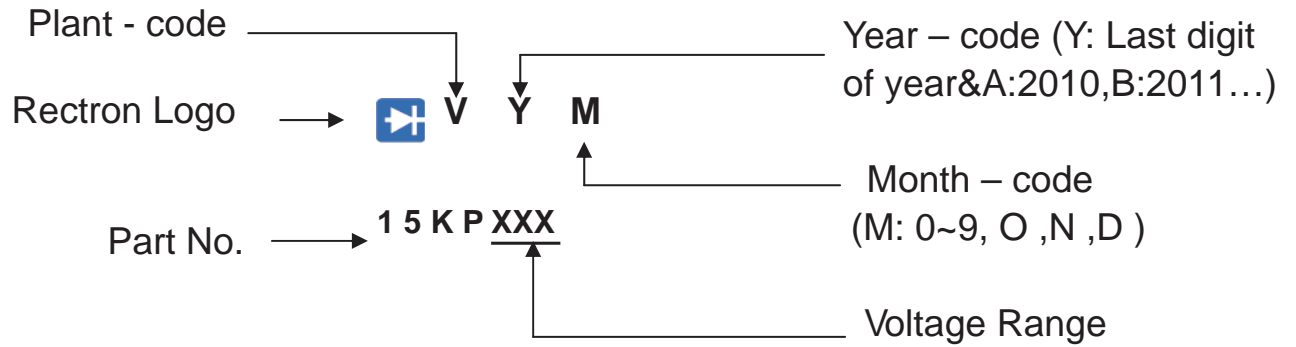 Plant - code
Year – code (Y: Last digit
of year&A:2010,B:2011…)
Rectron Logo
V Y M
Month – code
(M: 0~9, O ,N ,D )
Part No.
1 5 K P XXX
Voltage Range